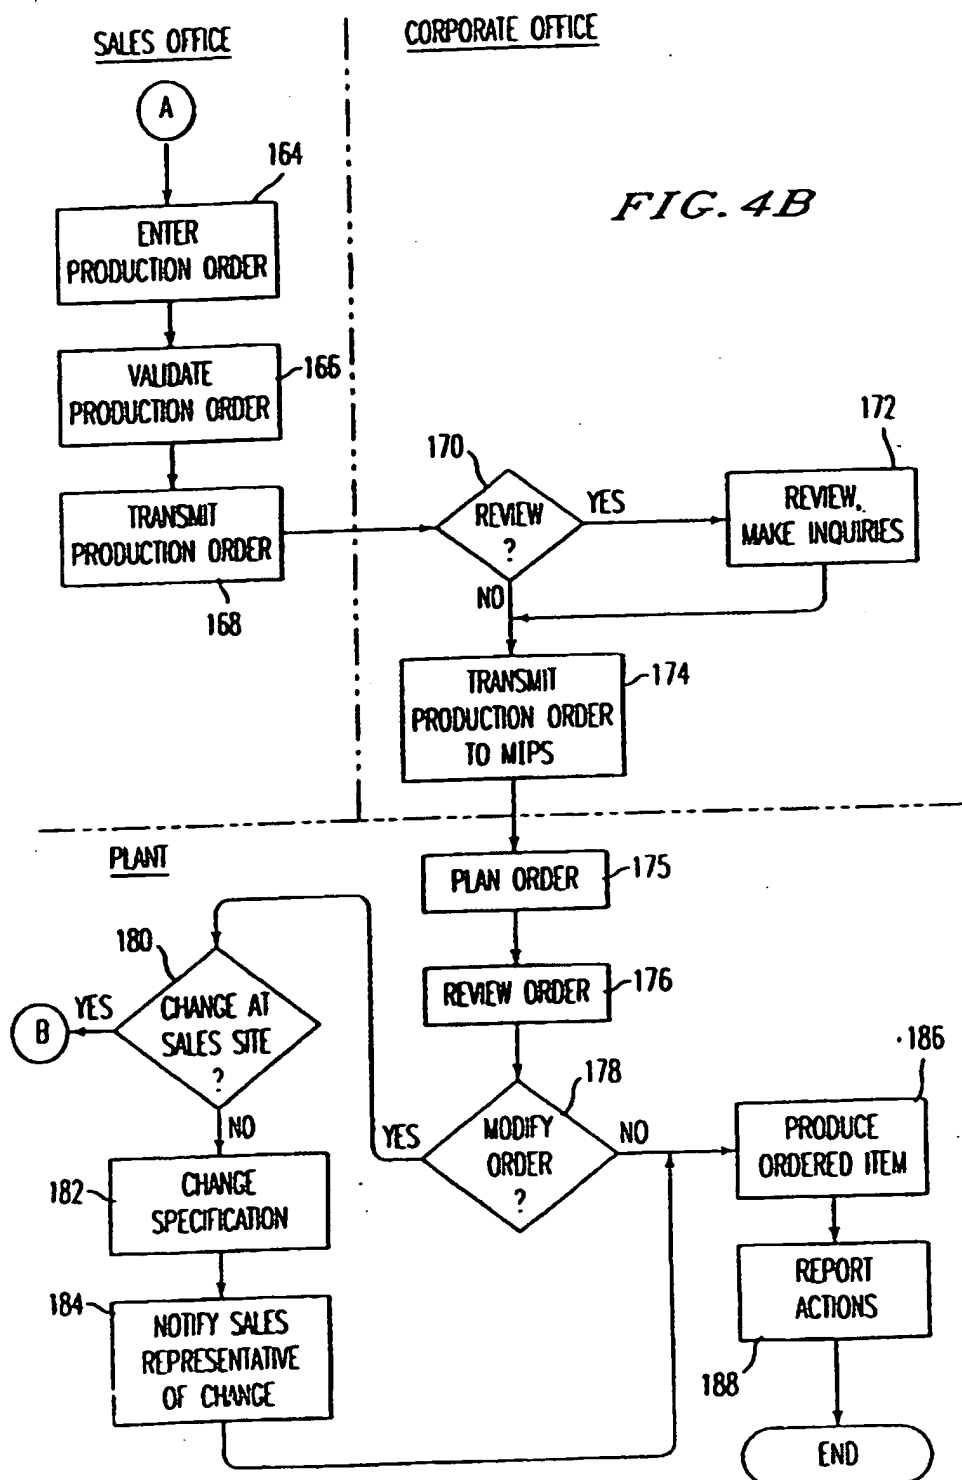 SALES OFFICE
CORPORATE OFFICE
A
164
FIG. 4B
ENTER
PRODUCTION ORDER
VALIDATE
PRODUCTION ORDER
166
TRANSMIT
PRODUCTION ORDER
168
170
REVIEW
?
YES
NO
172
REVIEW,
MAKE INQUIRIES
TRANSMIT
PRODUCTION ORDER
TO MIPS
174
PLANT
PLAN ORDER
175
REVIEW ORDER
176
MODIFY
ORDER
?
178
YES
NO
180
CHANGE AT
SALES SITE
?
YES
B
NO
182
CHANGE
SPECIFICATION
184
NOTIFY SALES
REPRESENTATIVE
OF CHANGE
186
PRODUCE
ORDERED ITEM
REPORT
ACTIONS
188
END